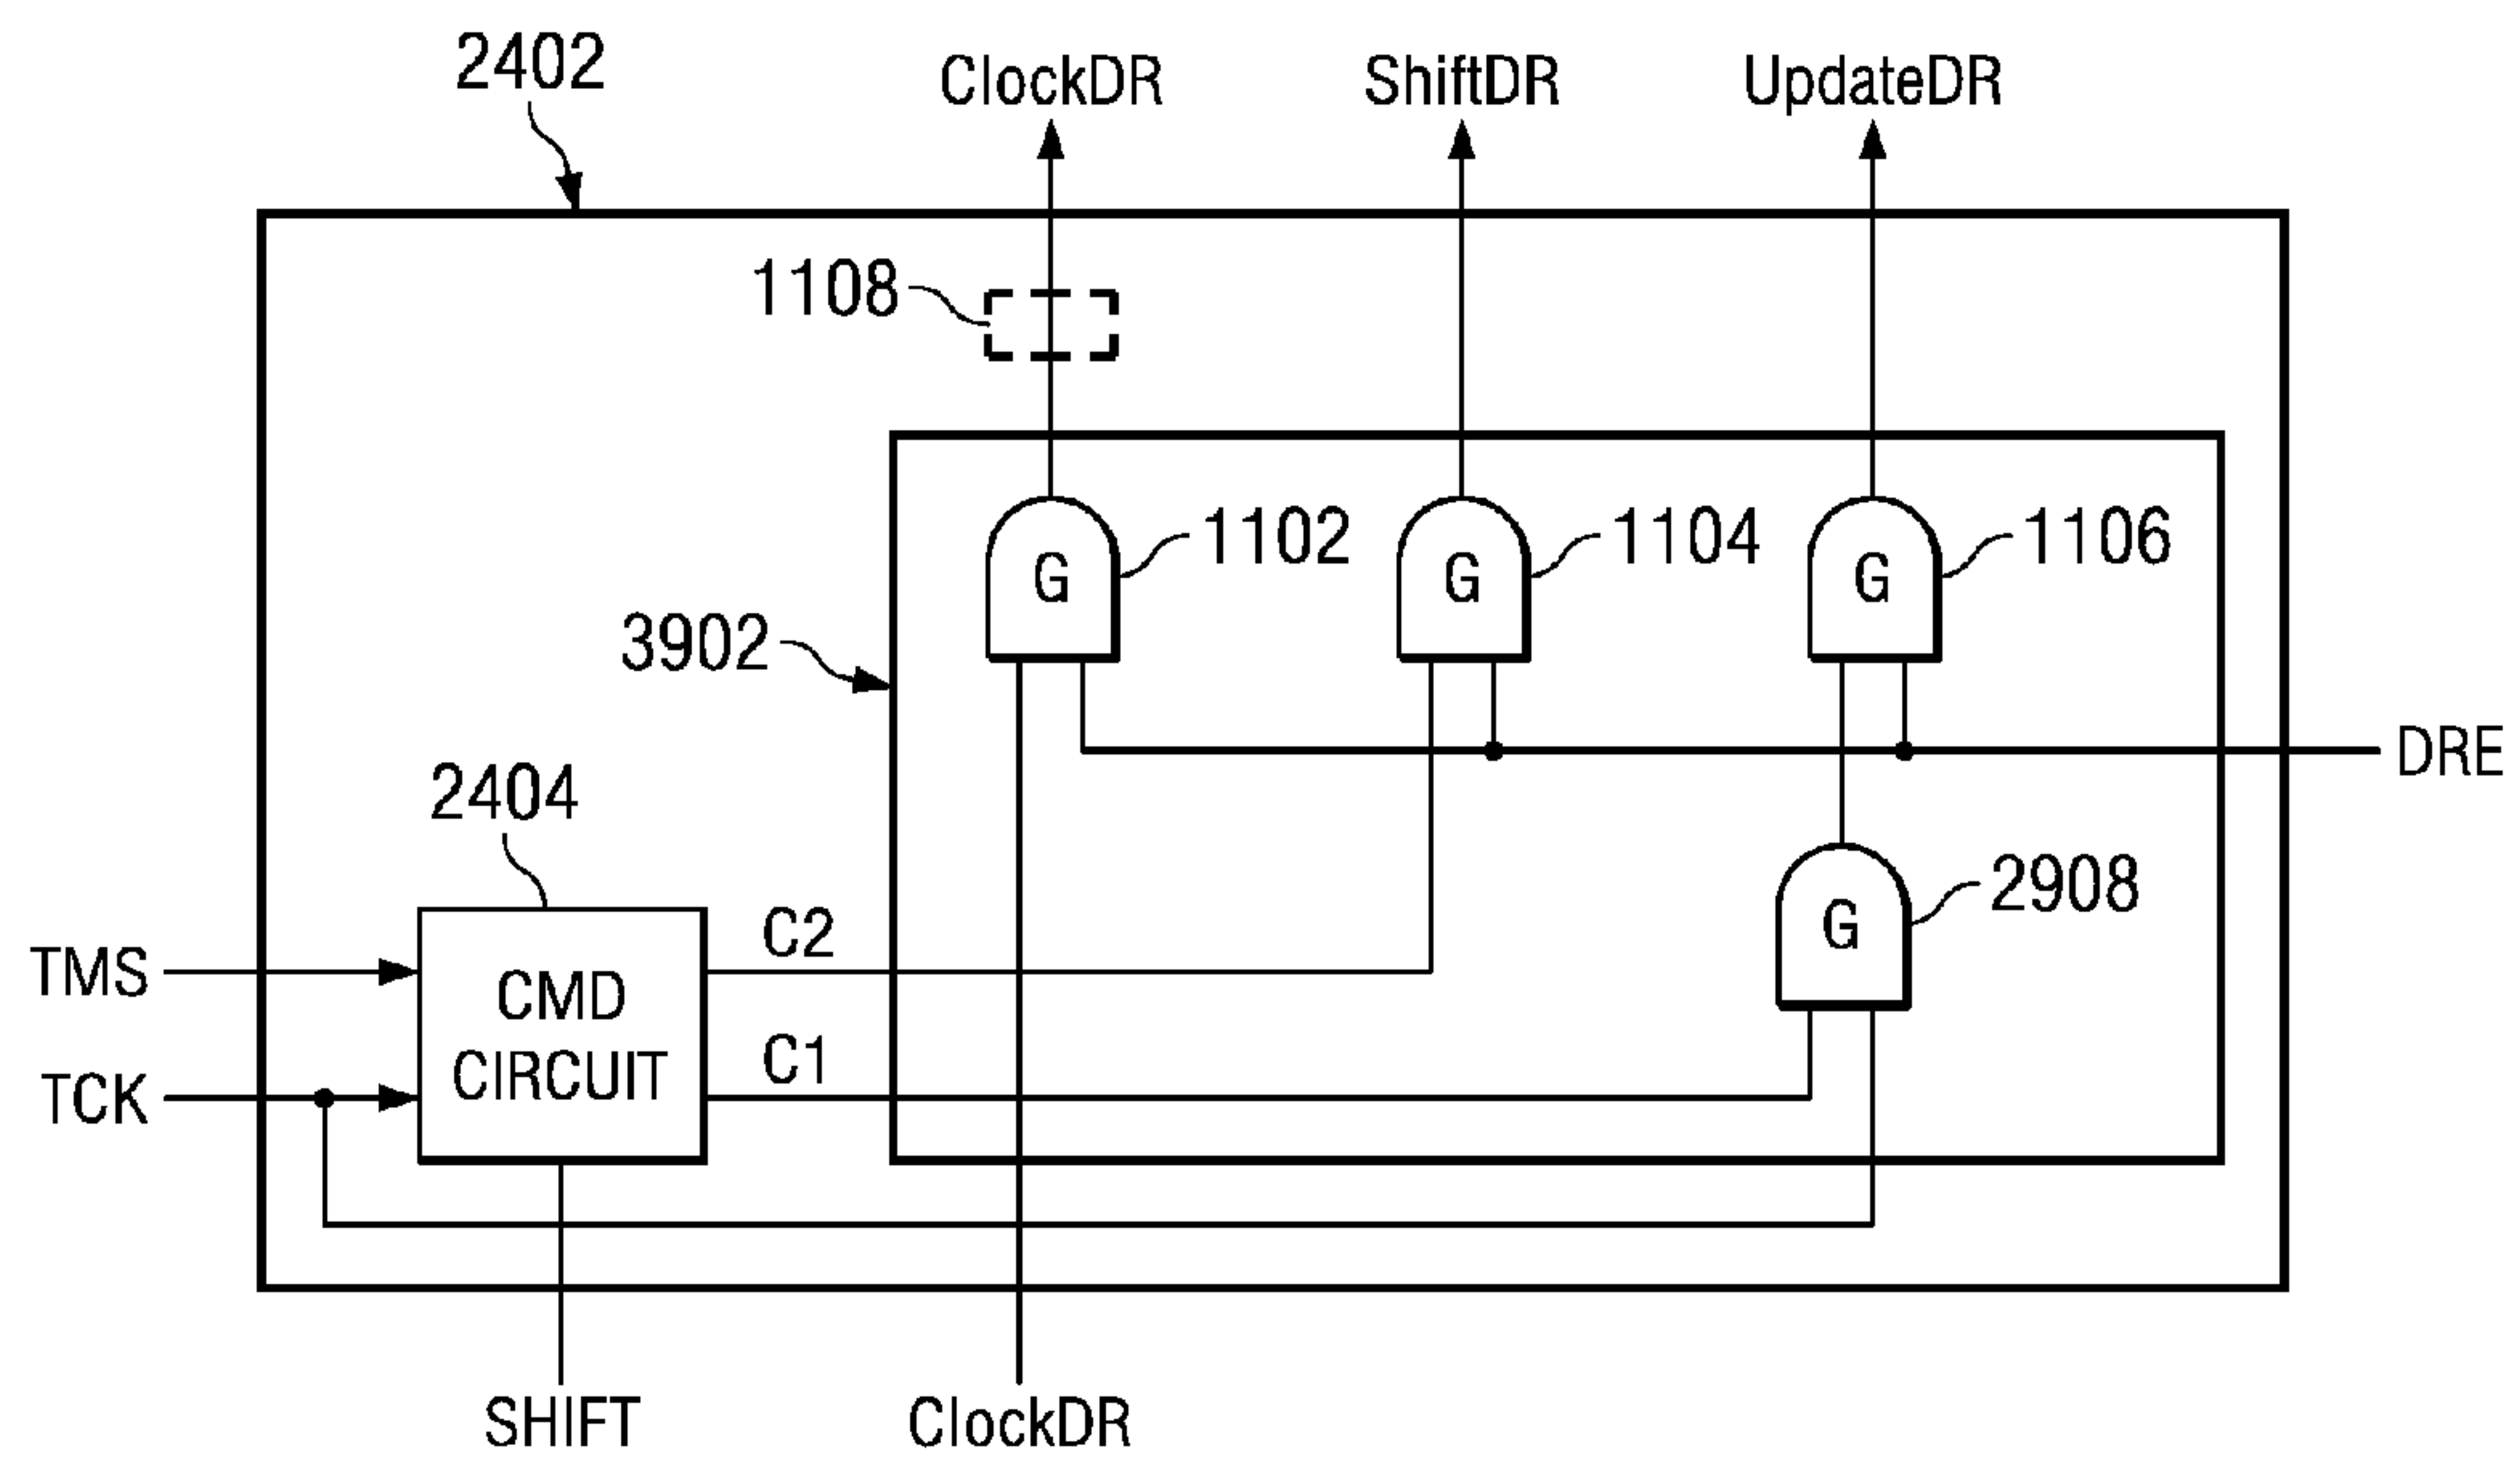 2402
ClockDR
ShiftDR
UpdateDR
1108
G
1102
G
1104
G
1106
3902
DRE
2404
G
2908
TMS
C2
CMD
CIRCUIT
TCK
C1
SHIFT
ClockDR